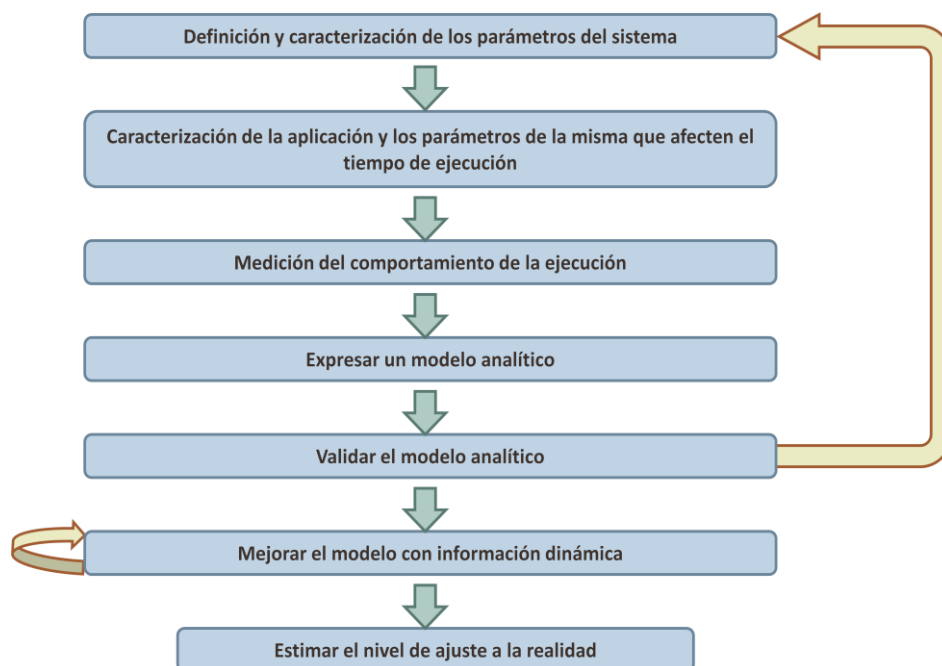 Definición y caracterización de los parámetros del sistema
Caracterización de la aplicación y los parámetros de la misma que afecten el
tiempo de ejecución
Medición del comportamiento de la ejecución
Expresar un modelo analítico
Validar el modelo analítico
Mejorar el modelo con información dinámica
Estimar el nivel de ajuste a la realidad